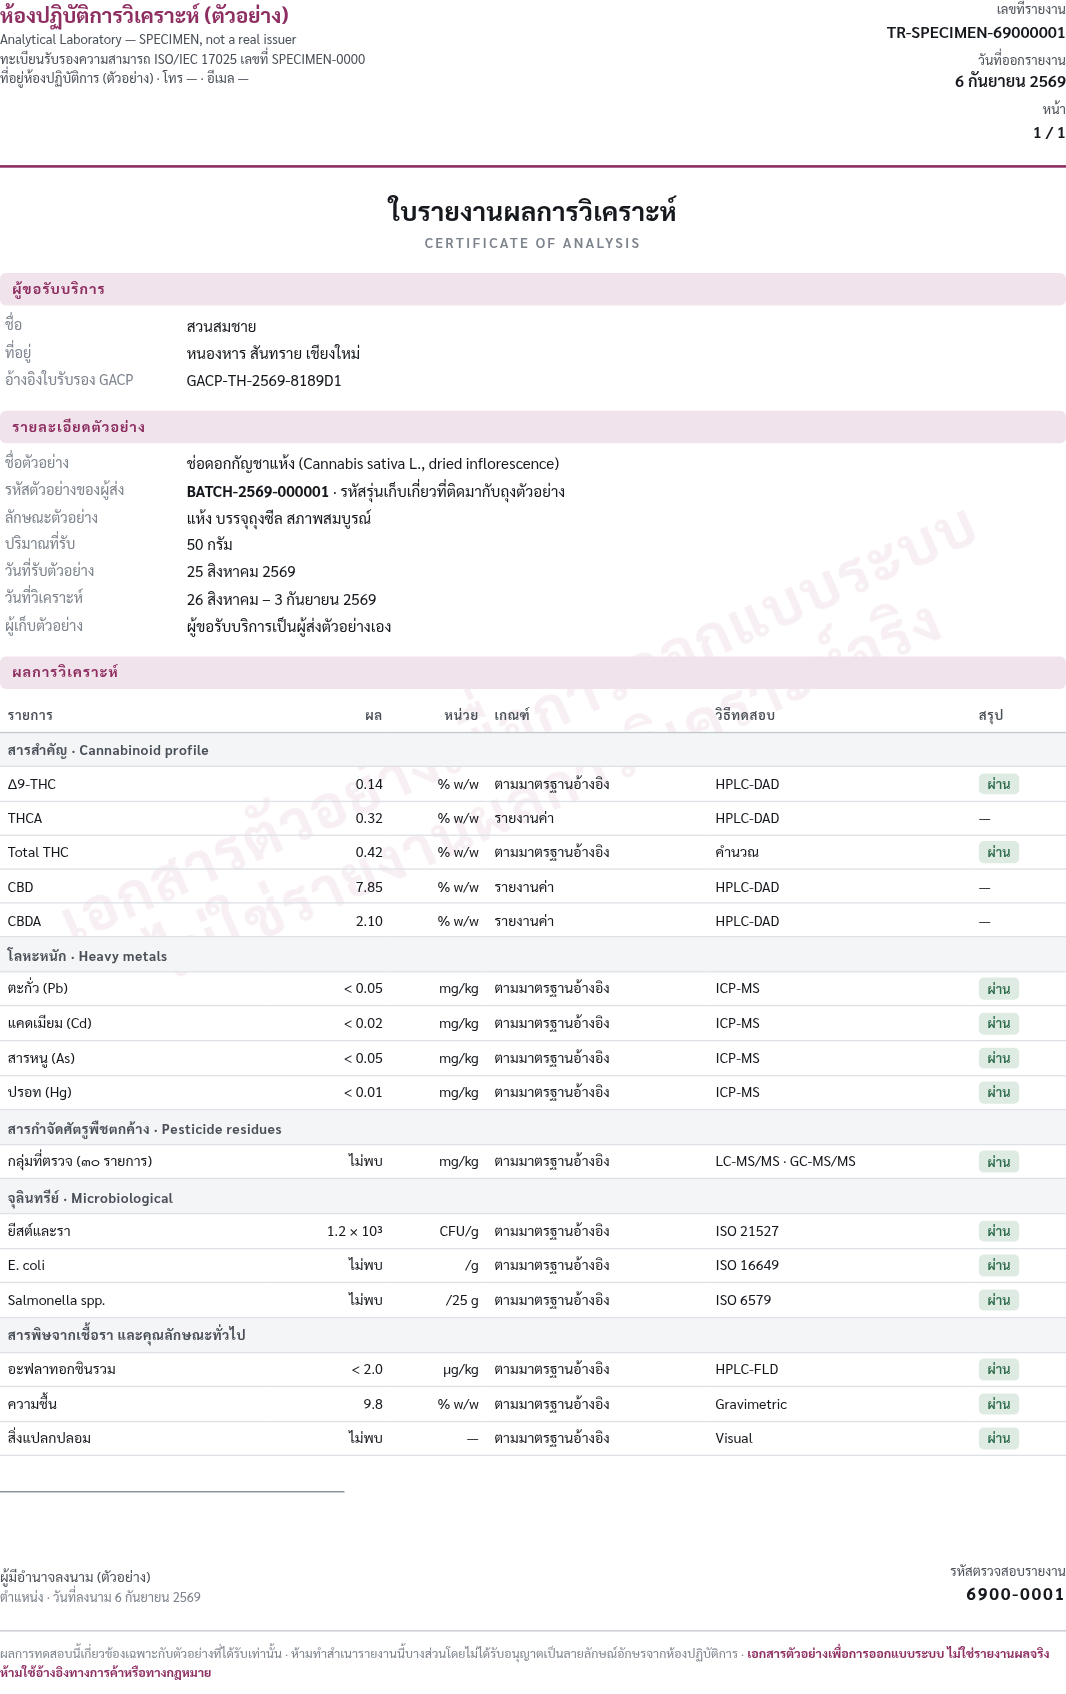 ห้องปฏิบัติการวิเคราะห์ (ตัวอย่าง)
Analytical Laboratory — SPECIMEN, not a real issuer
ทะเบียนรับรองความสามารถ ISO/IEC 17025 เลขที่ SPECIMEN-0000
ที่อยู่ห้องปฏิบัติการ (ตัวอย่าง) · โทร — · อีเมล —
เลขที่รายงาน
TR-SPECIMEN-69000001
วันที่ออกรายงาน
6 กันยายน 2569
หน้า
1 / 1
ใบรายงานผลการวิเคราะห์
CERTIFICATE OF ANALYSIS
ผู้ขอรับบริการ
ชื่อ สวนสมชาย
ที่อยู่ หนองหาร สันทราย เชียงใหม่
อ้างอิงใบรับรอง GACP GACP-TH-2569-8189D1
รายละเอียดตัวอย่าง
ชื่อตัวอย่าง ช่อดอกกัญชาแห้ง (Cannabis sativa L., dried inflorescence)
รหัสตัวอย่างของผู้ส่ง BATCH-2569-000001 · รหัสรุ่นเก็บเกี่ยวที่ติดมากับถุงตัวอย่าง
ลักษณะตัวอย่าง แห้ง บรรจุถุงซีล สภาพสมบูรณ์
ปริมาณที่รับ 50 กรัม
วันที่รับตัวอย่าง 25 สิงหาคม 2569
วันที่วิเคราะห์ 26 สิงหาคม – 3 กันยายน 2569
ผู้เก็บตัวอย่าง ผู้ขอรับบริการเป็นผู้ส่งตัวอย่างเอง
ผลการวิเคราะห์
รายการ ผล หน่วย เกณฑ์ วิธีทดสอบ สรุป
สารสำคัญ · Cannabinoid profile
Δ9-THC 0.14 % w/w ตามมาตรฐานอ้างอิง HPLC-DAD ผ่าน
THCA 0.32 % w/w รายงานค่า HPLC-DAD —
Total THC 0.42 % w/w ตามมาตรฐานอ้างอิง คำนวณ ผ่าน
CBD 7.85 % w/w รายงานค่า HPLC-DAD —
CBDA 2.10 % w/w รายงานค่า HPLC-DAD —
โลหะหนัก · Heavy metals
ตะกั่ว (Pb) < 0.05 mg/kg ตามมาตรฐานอ้างอิง ICP-MS ผ่าน
แคดเมียม (Cd) < 0.02 mg/kg ตามมาตรฐานอ้างอิง ICP-MS ผ่าน
สารหนู (As) < 0.05 mg/kg ตามมาตรฐานอ้างอิง ICP-MS ผ่าน
ปรอท (Hg) < 0.01 mg/kg ตามมาตรฐานอ้างอิง ICP-MS ผ่าน
สารกำจัดศัตรูพืชตกค้าง · Pesticide residues
กลุ่มที่ตรวจ (๓๐ รายการ) ไม่พบ mg/kg ตามมาตรฐานอ้างอิง LC-MS/MS · GC-MS/MS ผ่าน
จุลินทรีย์ · Microbiological
ยีสต์และรา 1.2 × 10³ CFU/g ตามมาตรฐานอ้างอิง ISO 21527 ผ่าน
E. coli ไม่พบ /g ตามมาตรฐานอ้างอิง ISO 16649 ผ่าน
Salmonella spp. ไม่พบ /25 g ตามมาตรฐานอ้างอิง ISO 6579 ผ่าน
สารพิษจากเชื้อรา และคุณลักษณะทั่วไป
อะฟลาทอกซินรวม < 2.0 µg/kg ตามมาตรฐานอ้างอิง HPLC-FLD ผ่าน
ความชื้น 9.8 % w/w ตามมาตรฐานอ้างอิง Gravimetric ผ่าน
สิ่งแปลกปลอม ไม่พบ — ตามมาตรฐานอ้างอิง Visual ผ่าน
ผู้มีอำนาจลงนาม (ตัวอย่าง)
ตำแหน่ง · วันที่ลงนาม 6 กันยายน 2569
รหัสตรวจสอบรายงาน
6900-0001
ผลการทดสอบนี้เกี่ยวข้องเฉพาะกับตัวอย่างที่ได้รับเท่านั้น · ห้ามทำสำเนารายงานนี้บางส่วนโดยไม่ได้รับอนุญาตเป็นลายลักษณ์อักษรจากห้องปฏิบัติการ · เอกสารตัวอย่างเพื่อการออกแบบระบบ ไม่ใช่รายงานผลจริง
ห้ามใช้อ้างอิงทางการค้าหรือทางกฎหมาย